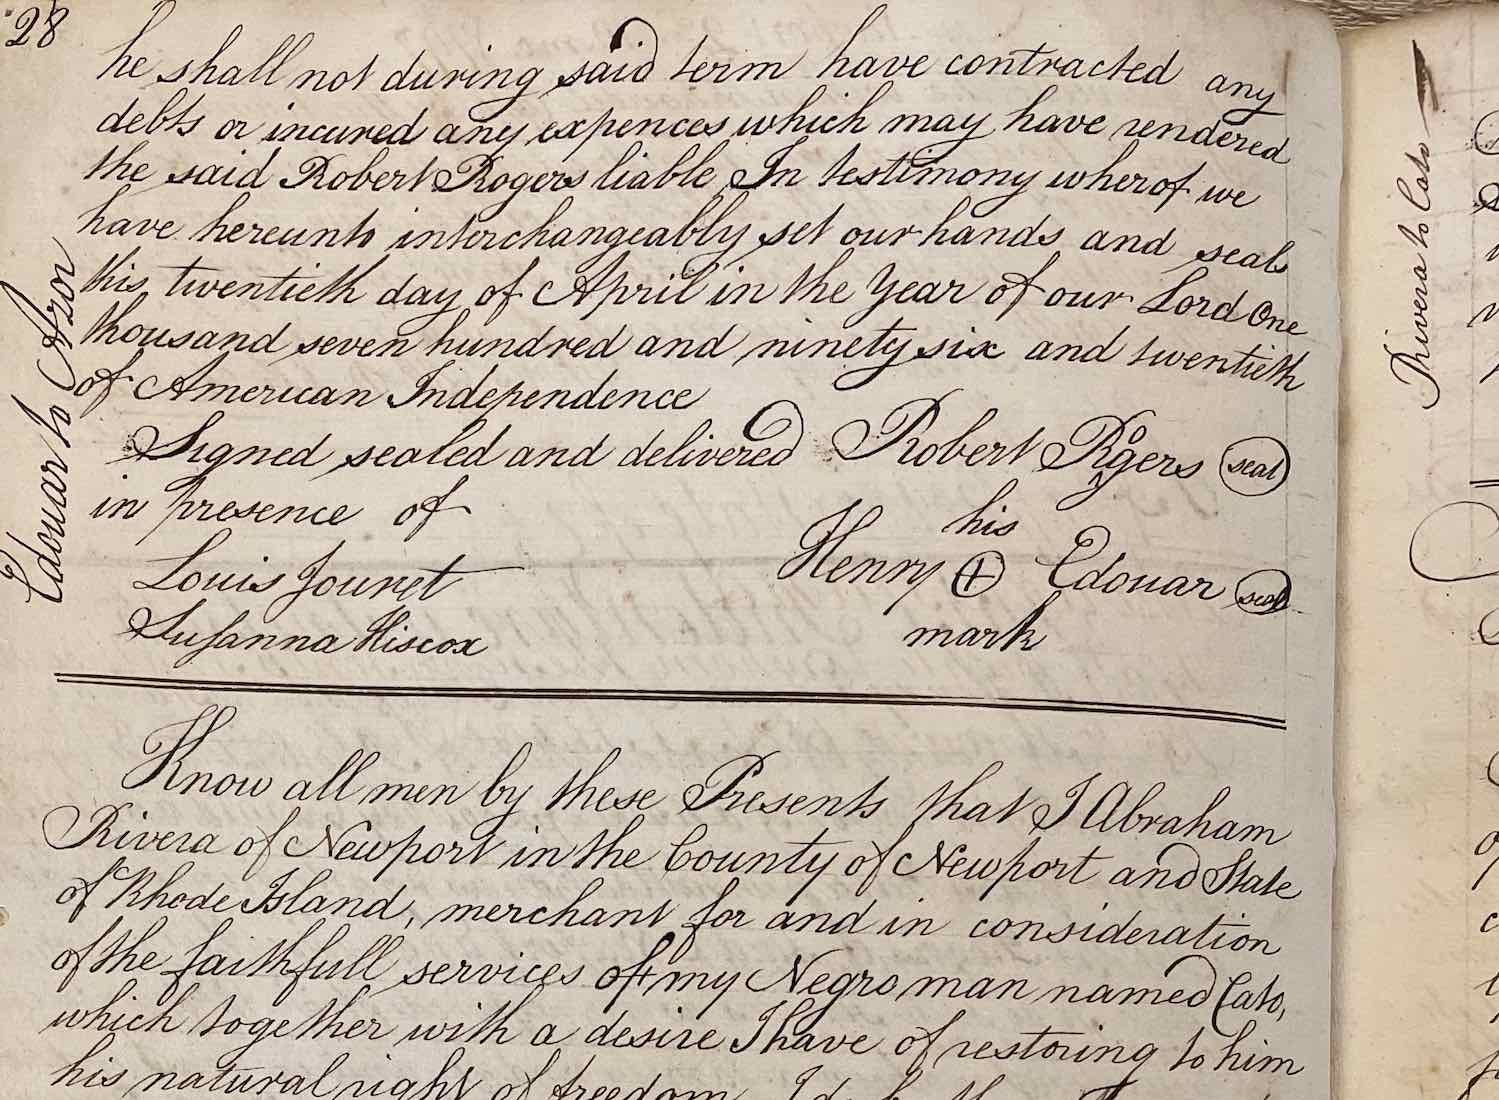 28
he shall not during said term have contracted any
debts or incured any expences which may have rendered
the said Robert Rogers liable In testimony wherof we
have hereunto interchangeably set our hands and seals
this twentieth day of April in the Year of our Lord One
thousand seven hundred and ninety six and twentieth
of American Independence
Signed sealed and delivered Robert Rogers seal
in presence of
his
Louis Jouvet Henry + Edouar seal
Susanna Hiscox mark
Edouar to Azor
Know all men by these Presents that I Abraham
Rivera of Newport in the County of Newport and State
of Rhode Island, merchant for and in consideration
of the faithfull services of my Negro man named Cato,
which together with a desire I have of restoring to him
his natural right of freedom, I do
Rivera to Cato